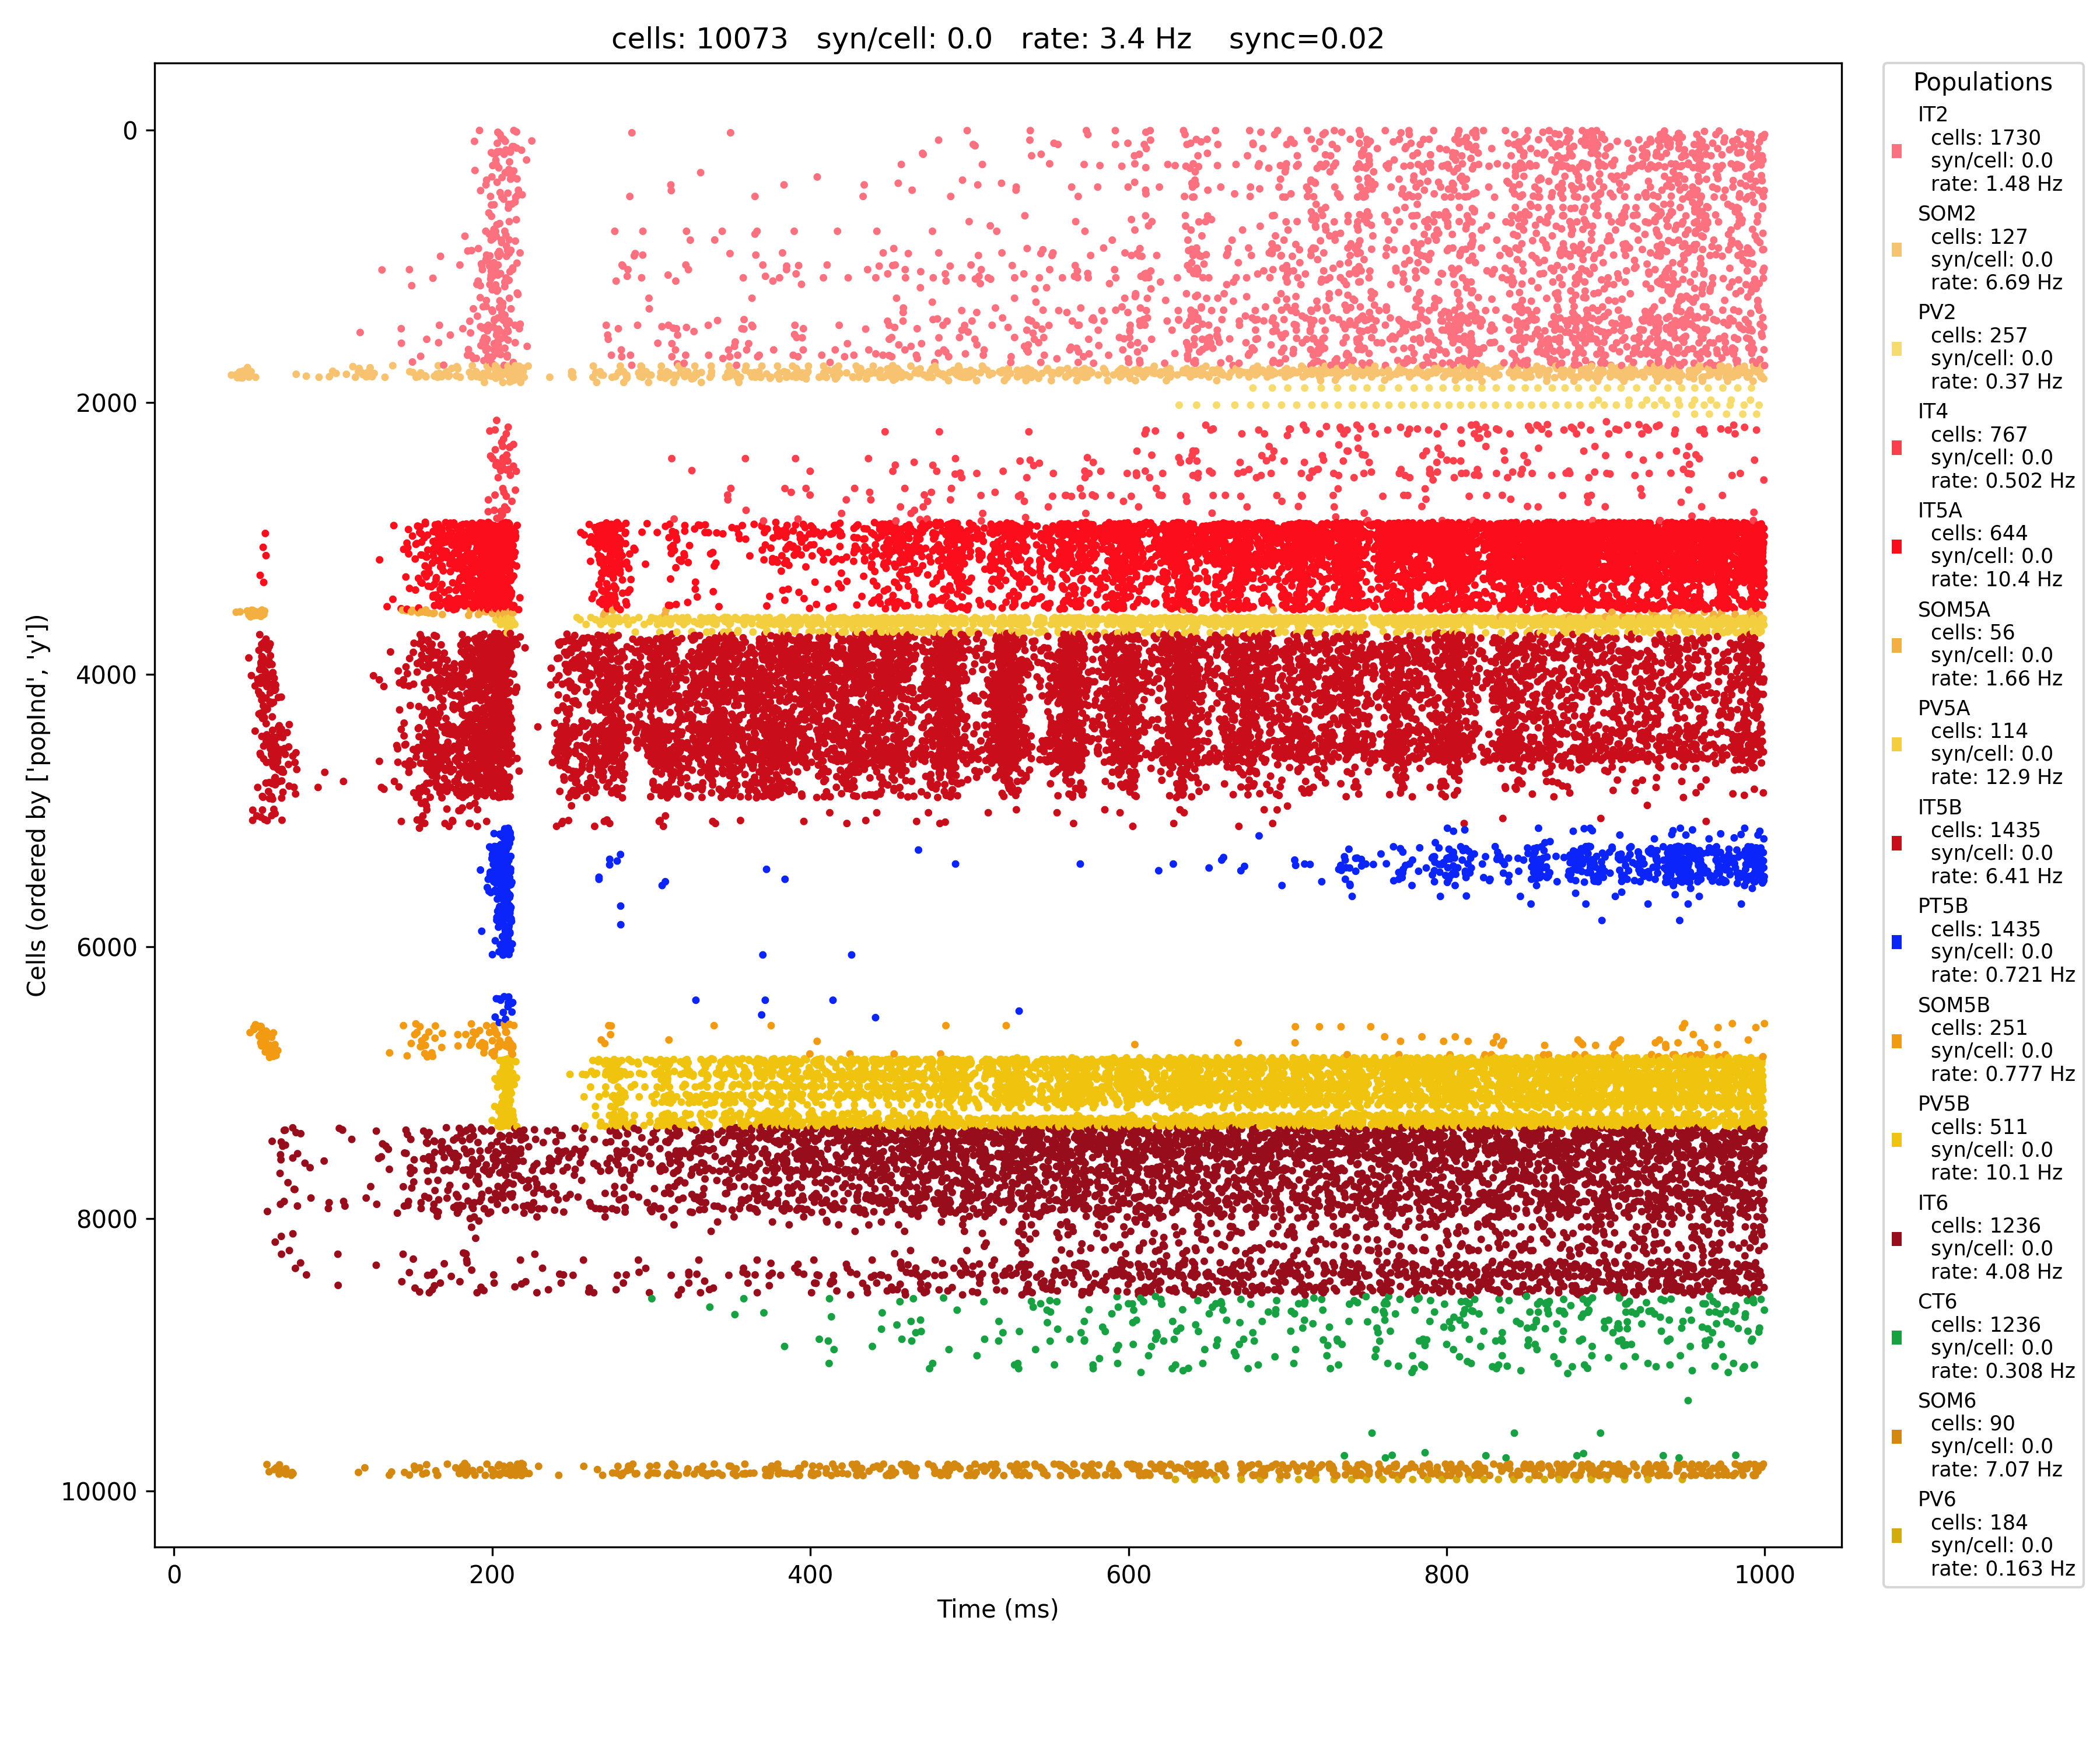 cells: 10073   syn/cell: 0.0   rate: 3.4 Hz    sync=0.02
Cells (ordered by ['popInd', 'y'])
0
2000
4000
6000
8000
10000
0
200
400
600
800
1000
Time (ms)
Populations
IT2
cells: 1730
syn/cell: 0.0
rate: 1.48 Hz
SOM2
cells: 127
syn/cell: 0.0
rate: 6.69 Hz
PV2
cells: 257
syn/cell: 0.0
rate: 0.37 Hz
IT4
cells: 767
syn/cell: 0.0
rate: 0.502 Hz
IT5A
cells: 644
syn/cell: 0.0
rate: 10.4 Hz
SOM5A
cells: 56
syn/cell: 0.0
rate: 1.66 Hz
PV5A
cells: 114
syn/cell: 0.0
rate: 12.9 Hz
IT5B
cells: 1435
syn/cell: 0.0
rate: 6.41 Hz
PT5B
cells: 1435
syn/cell: 0.0
rate: 0.721 Hz
SOM5B
cells: 251
syn/cell: 0.0
rate: 0.777 Hz
PV5B
cells: 511
syn/cell: 0.0
rate: 10.1 Hz
IT6
cells: 1236
syn/cell: 0.0
rate: 4.08 Hz
CT6
cells: 1236
syn/cell: 0.0
rate: 0.308 Hz
SOM6
cells: 90
syn/cell: 0.0
rate: 7.07 Hz
PV6
cells: 184
syn/cell: 0.0
rate: 0.163 Hz